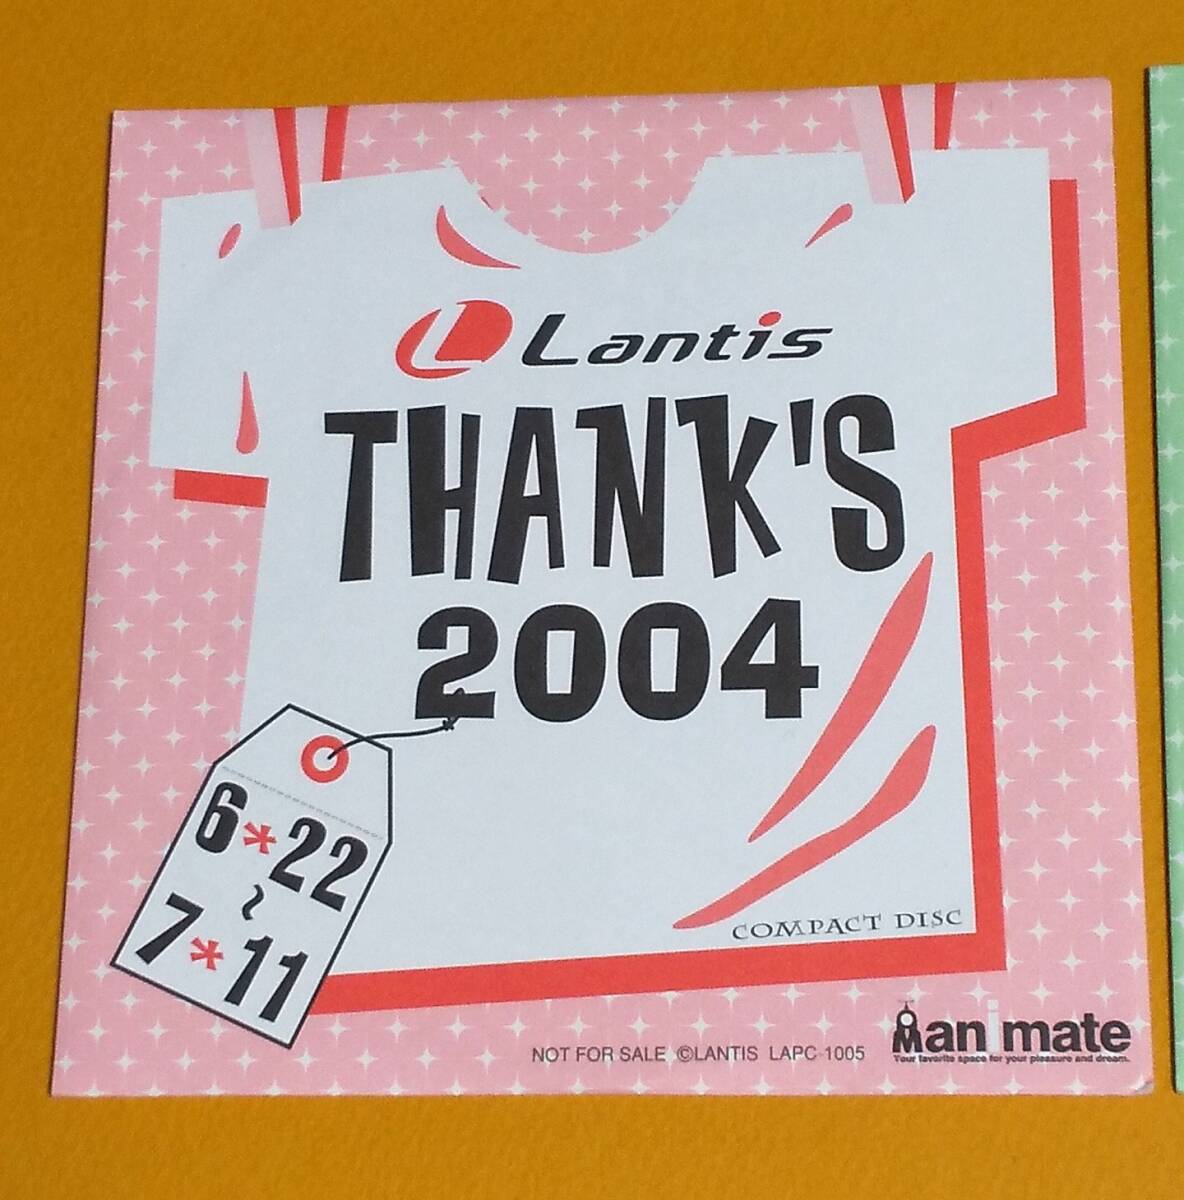 Lantis
THANK'S
2004
6*22
~
7*11
COMPACT DISC
NOT FOR SALE ©LANTIS LAPC-1005
animate
Your favorite space for your pleasure and dream.